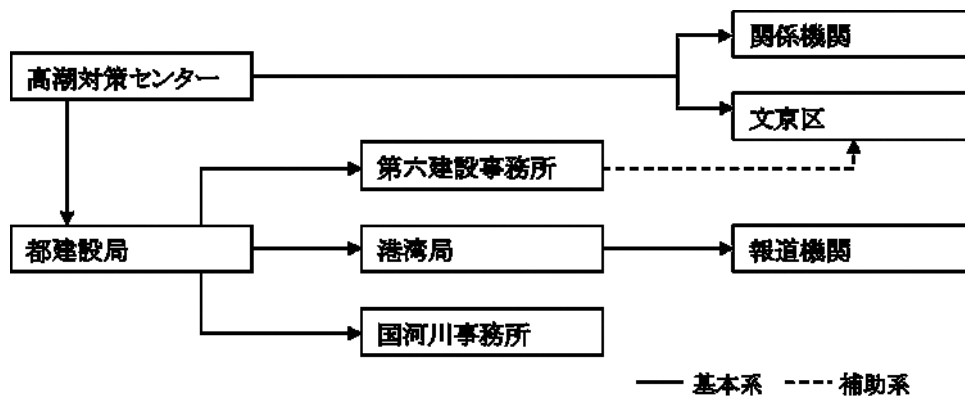 関係機関
高潮対策センター
文京区
第六建設事務所
都建設局
港湾局
報道機関
国河川事務所
基本系
補助系